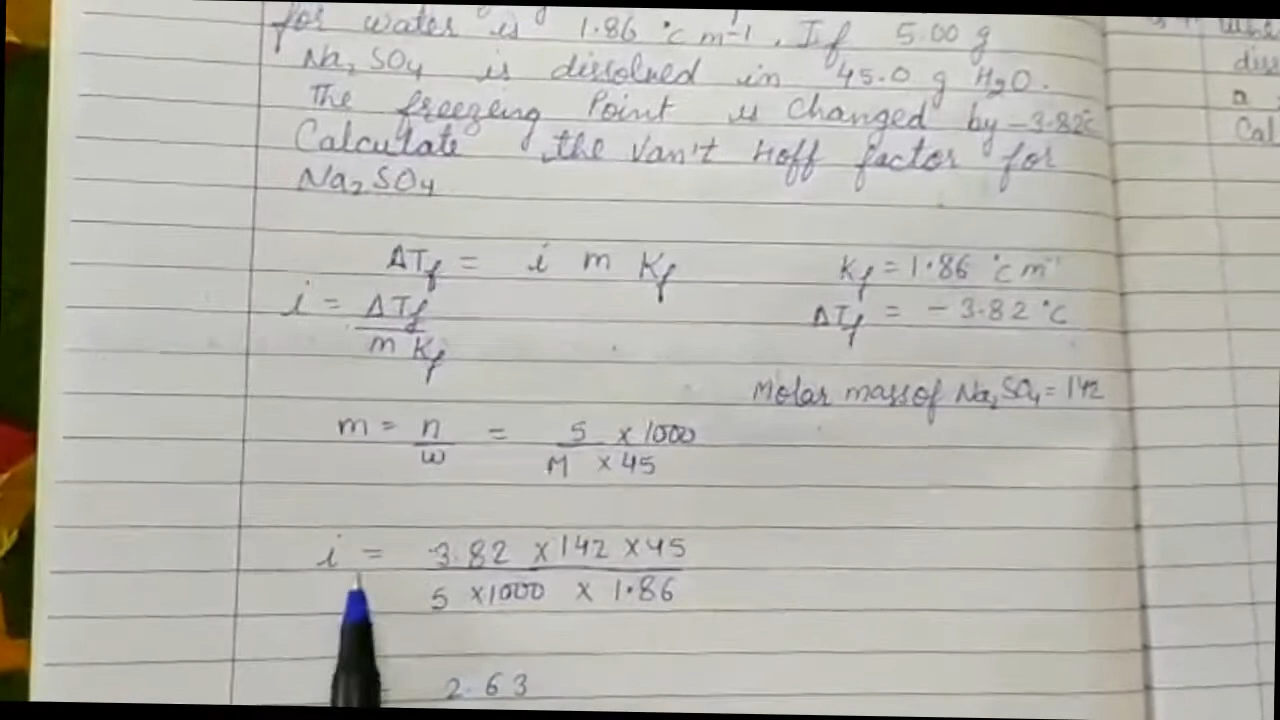 for water is 1.86 °c m⁻¹. If 5.00 g
Na₂SO₄ is dissolved in 45.0 g H₂O.
The freezing Point is changed by -3.82°c
Calculate the Van't Hoff factor for
Na₂SO₄
ΔTf = i m Kf
Kf = 1.86 °c m⁻¹
i = ΔTf / m Kf
ΔTf = - 3.82 °C
Molar mass of Na₂SO₄ = 142
m = n / w = 5 × 1000 / M × 45
i = 3.82 × 142 × 45 / 5 × 1000 × 1.86
2.63
diss
a
Cal